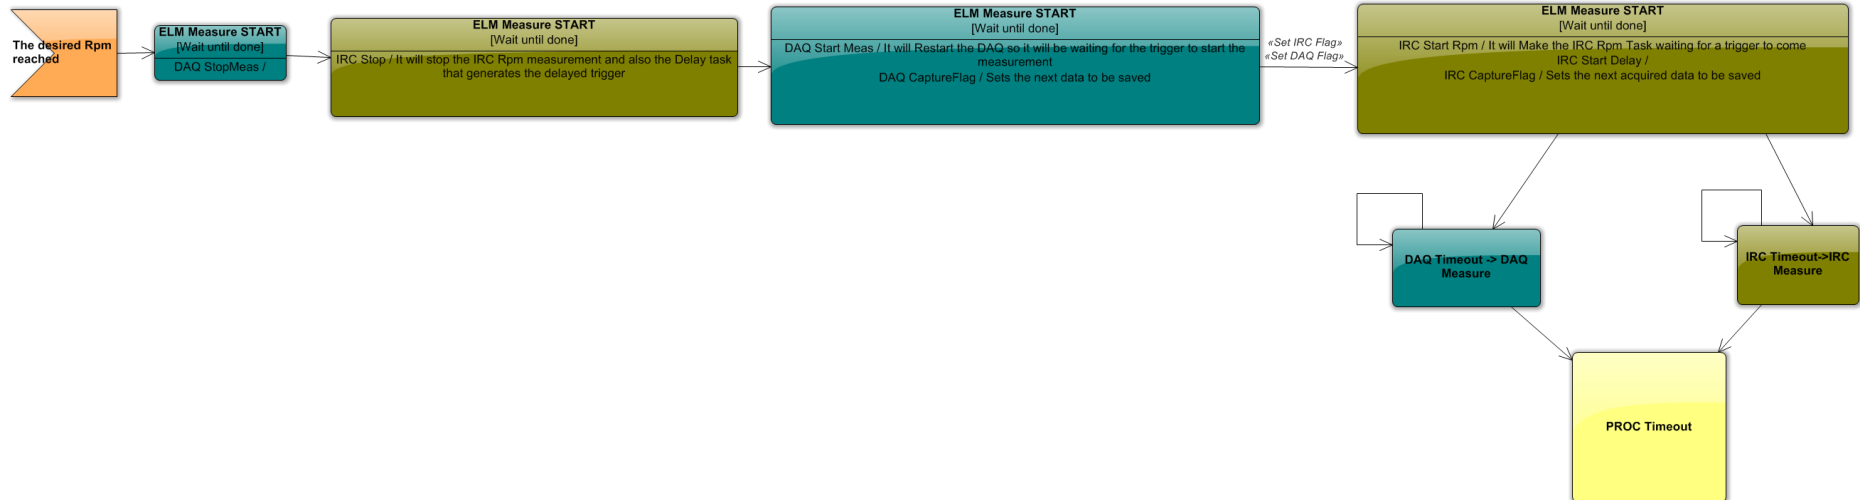 The desired Rpm
reached
ELM Measure START
[Wait until done]
DAQ StopMeas /
ELM Measure START
[Wait until done]
IRC Stop / It will stop the IRC Rpm measurement and also the Delay task
that generates the delayed trigger
ELM Measure START
[Wait until done]
DAQ Start Meas / It will Restart the DAQ so it will be waiting for the trigger to start the
measurement
DAQ CaptureFlag / Sets the next data to be saved
«Set IRC Flag»
«Set DAQ Flag»
ELM Measure START
[Wait until done]
IRC Start Rpm / It will Make the IRC Rpm Task waiting for a trigger to come
IRC Start Delay /
IRC CaptureFlag / Sets the next acquired data to be saved
DAQ Timeout -> DAQ
Measure
IRC Timeout->IRC
Measure
PROC Timeout